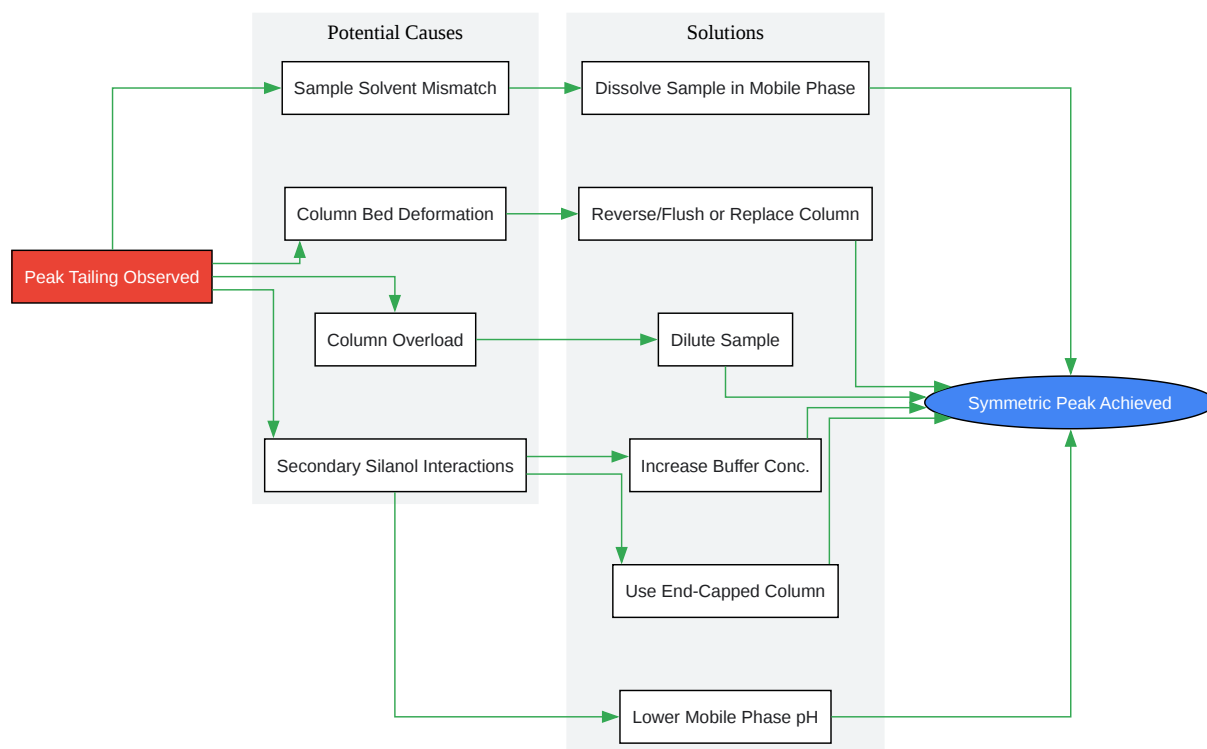 Potential Causes
Solutions
Sample Solvent Mismatch
Dissolve Sample in Mobile Phase
Column Bed Deformation
Reverse/Flush or Replace Column
Peak Tailing Observed
Column Overload
Dilute Sample
Symmetric Peak Achieved
Secondary Silanol Interactions
Increase Buffer Conc.
Use End-Capped Column
Lower Mobile Phase pH